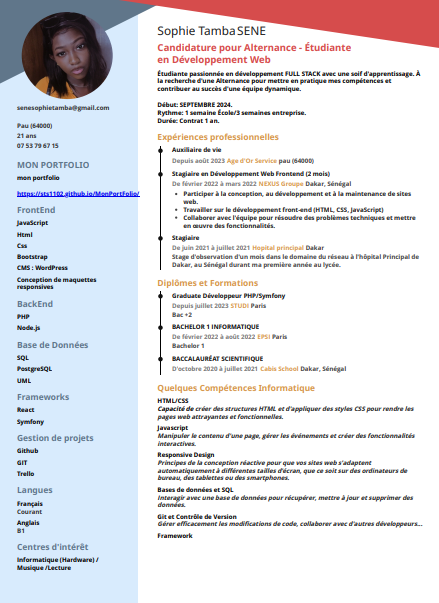 Sophie Tamba SENE
Candidature pour Alternance - Étudiante
en Développement Web
Étudiante passionnée en développement FULL STACK avec une soif d'apprentissage. À
la recherche d'une Alternance pour mettre en pratique mes compétences et
contribuer au succès d'une équipe dynamique.
Début: SEPTEMBRE 2024.
Rythme: 1 semaine École/3 semaines entreprise.
Durée: Contrat 1 an.
Expériences professionnelles
Auxiliaire de vie
Depuis août 2023 Age d'Or Service pau (64000)
Stagiaire en Développement Web Frontend (2 mois)
De février 2022 à mars 2022 NEXUS Groupe Dakar, Sénégal
• Participer à la conception, au développement et à la maintenance de sites
web.
• Travailler sur le développement front-end (HTML, CSS, JavaScript)
• Collaborer avec l'équipe pour résoudre des problèmes techniques et mettre
en œuvre des fonctionnalités.
Stagiaire
De juin 2021 à juillet 2021 Hopital principal Dakar
Stage d'observation d'un mois dans le domaine du réseau à l'hôpital Principal de
Dakar, au Sénégal durant ma première année au lycée.
Diplômes et Formations
Graduate Développeur PHP/Symfony
Depuis juillet 2023 STUDI Paris
Bac +2
BACHELOR 1 INFORMATIQUE
De février 2022 à août 2022 EPSI Paris
Bachelor 1
BACCALAURÉAT SCIENTIFIQUE
D'octobre 2020 à juillet 2021 Cabis School Dakar, Sénégal
Quelques Compétences Informatique
HTML/CSS
Capacité de créer des structures HTML et d'appliquer des styles CSS pour rendre les
pages web attrayantes et fonctionnelles.
Javascript
Manipuler le contenu d'une page, gérer les événements et créer des fonctionnalités
interactives.
Responsive Design
Principes de la conception réactive pour que vos sites web s'adaptent
automatiquement à différentes tailles d'écran, que ce soit sur des ordinateurs de
bureau, des tablettes ou des smartphones.
Bases de données et SQL
Interagir avec une base de données pour récupérer, mettre à jour et supprimer des
données.
Git et Contrôle de Version
Gérer efficacement les modifications de code, collaborer avec d'autres développeurs...
Framework
senesophietamba@gmail.com
Pau (64000)
21 ans
07 53 79 67 15
MON PORTFOLIO
mon portfolio
https://sts1102.github.io/MonPortFolio/
FrontEnd
JavaScript
Html
Css
Bootstrap
CMS : WordPress
Conception de maquettes
responsives
BackEnd
PHP
Node.js
Base de Données
SQL
PostgreSQL
UML
Frameworks
React
Symfony
Gestion de projets
Github
GIT
Trello
Langues
Français
Courant
Anglais
B1
Centres d'intérêt
Informatique (Hardware) /
Musique /Lecture